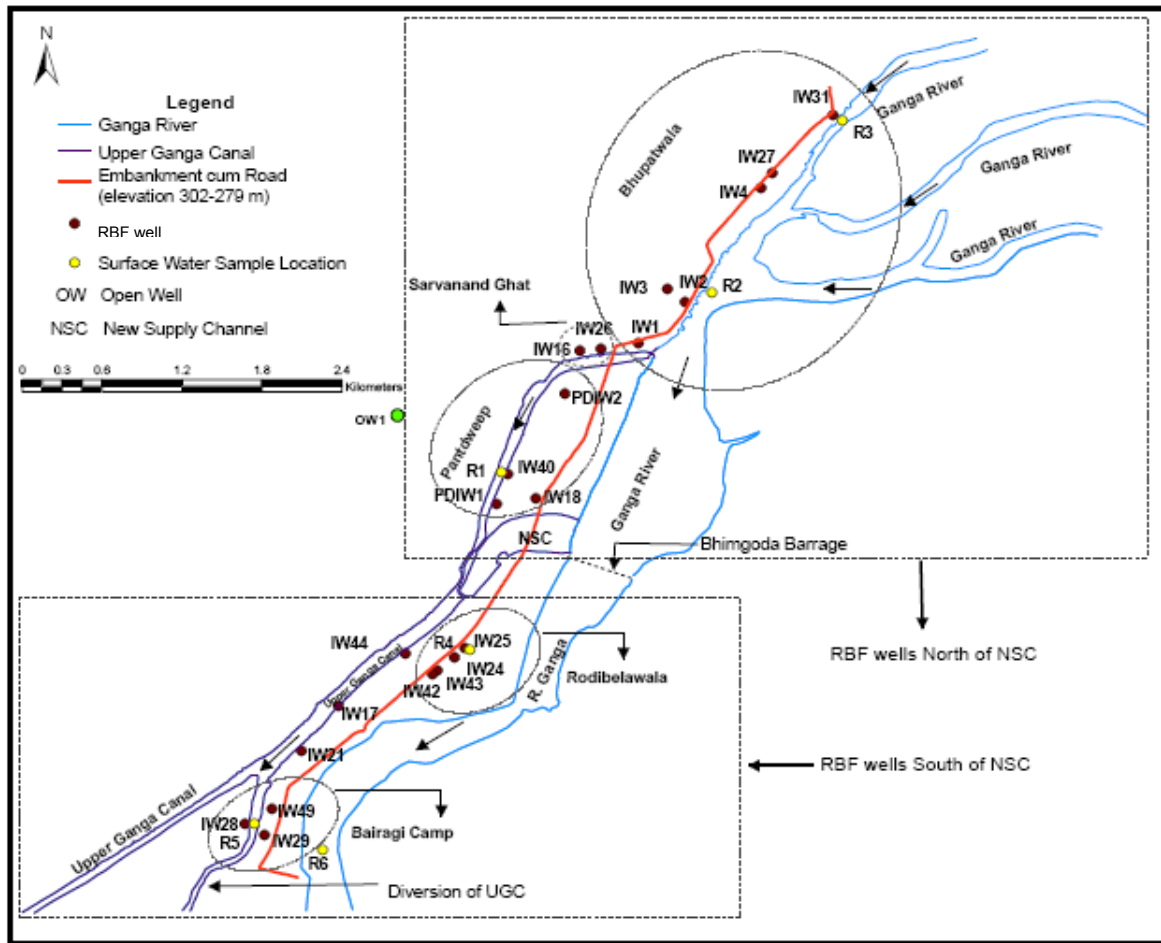 N
Legend
Ganga River
Upper Ganga Canal
Embankment cum Road
(elevation 302-279 m)
RBF well
Surface Water Sample Location
OW Open Well
NSC New Supply Channel
0 0.3 0.6 1.2 1.8 2.4
Kilometers
OW1
IW31
Ganga River
R3
Bhupatwala
IW27
IW4
Ganga River
Ganga River
IW3
IW2
R2
Sarvanand Ghat
IW26
IW1
IW16
PDIW2
Pantdweep
R1
IW40
PDIW1
IW18
Ganga River
NSC
Bhimgoda Barrage
RBF wells North of NSC
IW44
R4
IW25
IW24
IW43
IW42
Rodibelawala
R. Ganga
Upper Ganga Canal
IW17
IW21
RBF wells South of NSC
IW49
IW28
R5
IW29
R6
Bairagi Camp
Upper Ganga Canal
Diversion of UGC